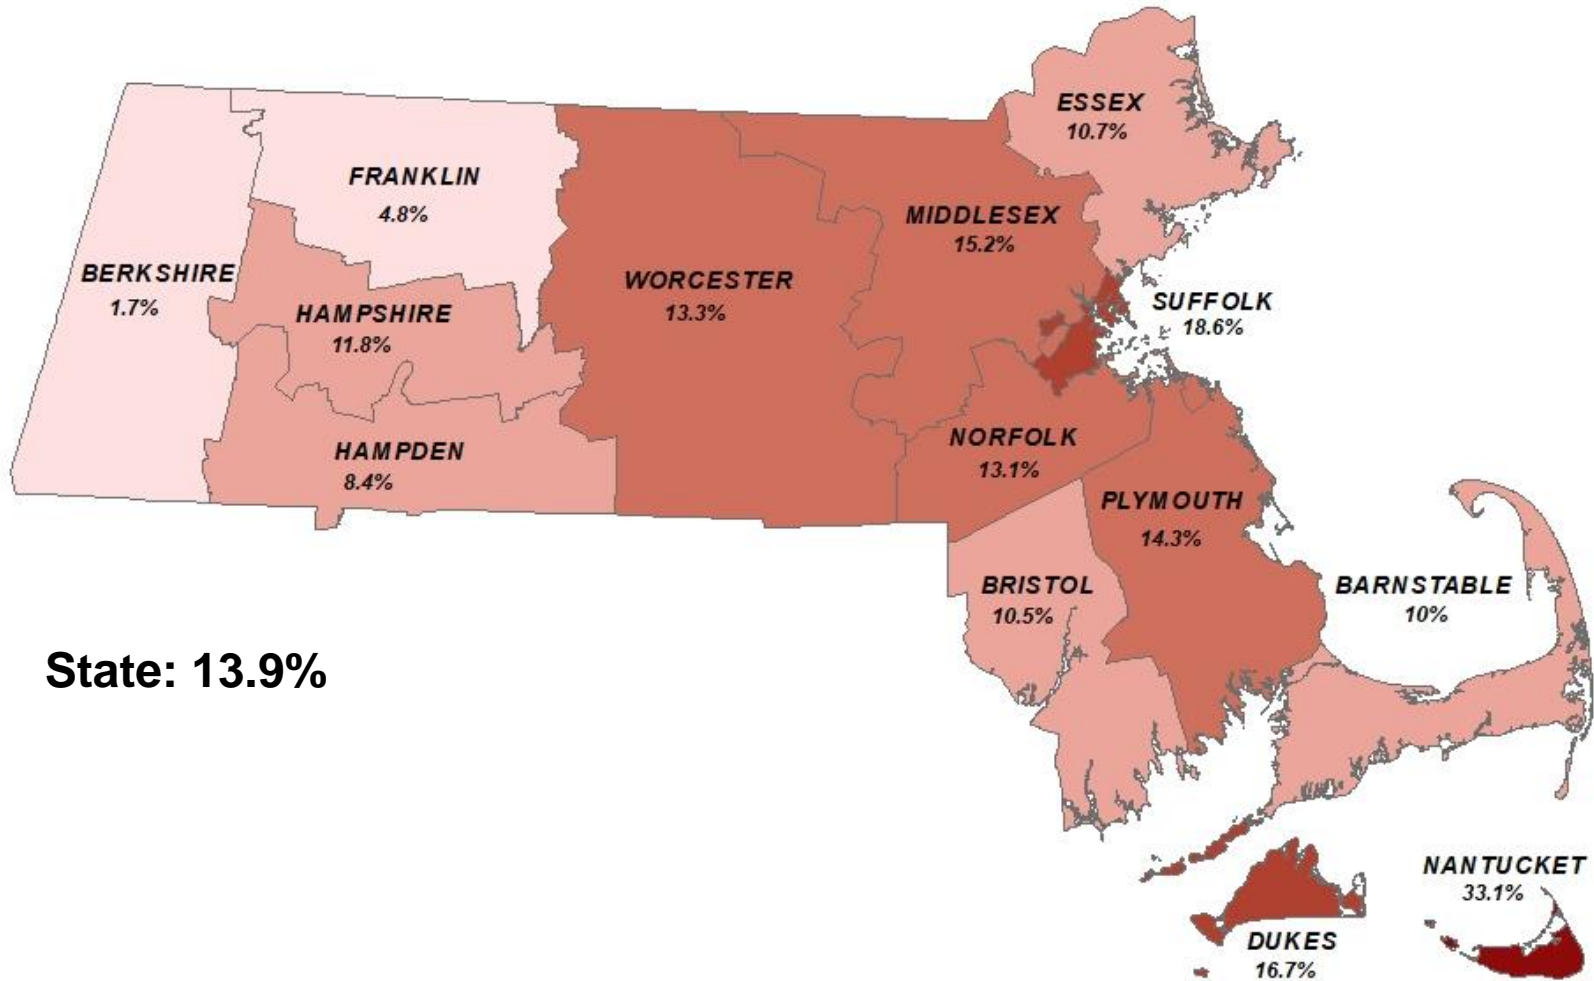 ESSEX
10.7%
FRANKLIN
4.8%
MIDDLESEX
15.2%
BERKSHIRE
1.7%
WORCESTER
13.3%
SUFFOLK
18.6%
HAMPSHIRE
11.8%
HAMPDEN
8.4%
NORFOLK
13.1%
PLYMOUTH
14.3%
BRISTOL
10.5%
BARNSTABLE
10%
State: 13.9%
NANTUCKET
33.1%
DUKES
16.7%